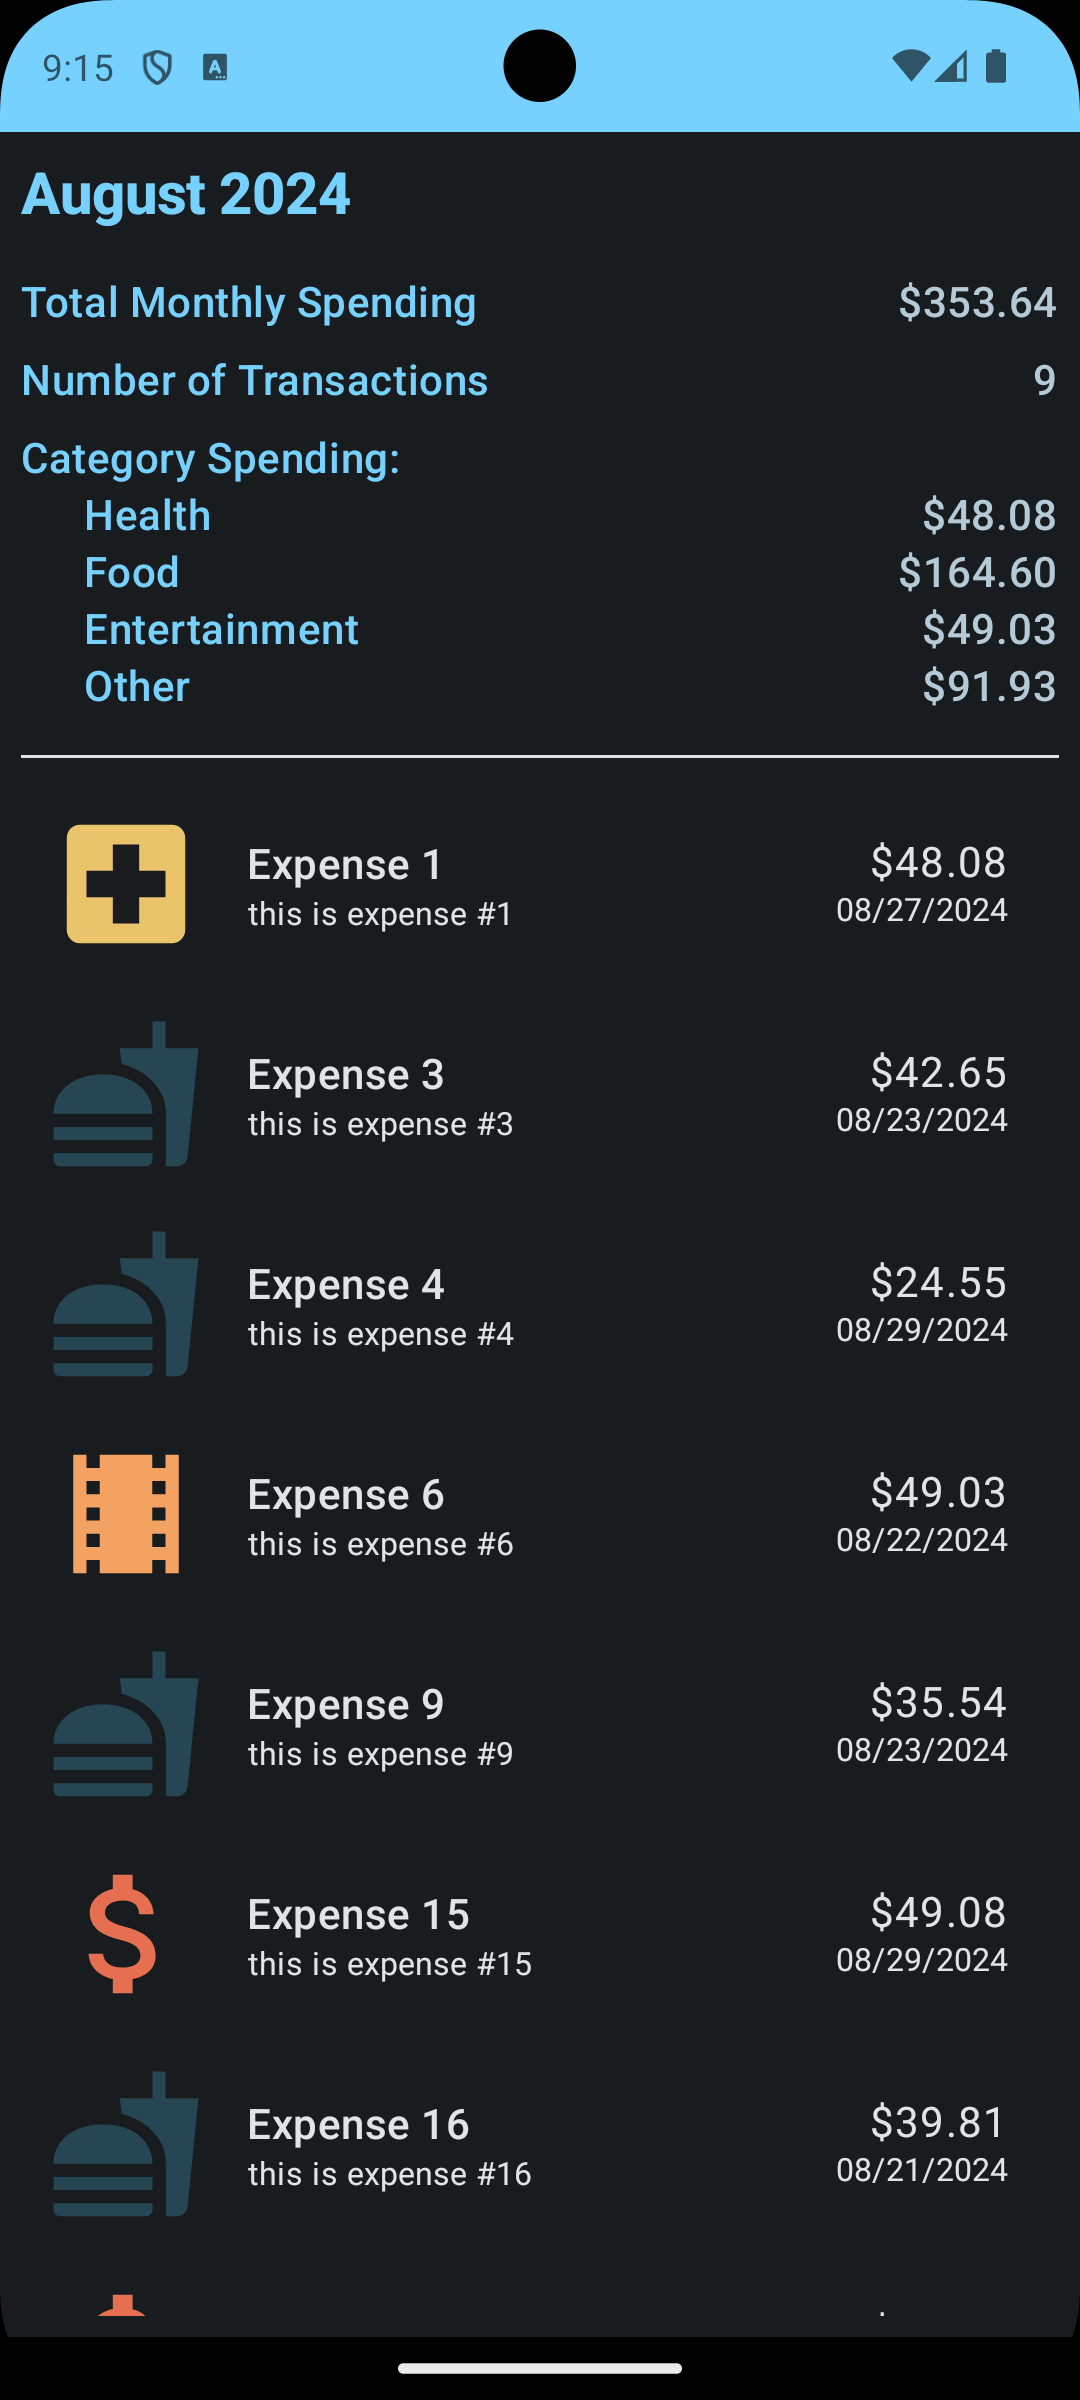 9:15
August 2024
Total Monthly Spending $353.64
Number of Transactions 9
Category Spending:
Health $48.08
Food $164.60
Entertainment $49.03
Other $91.93
Expense 1 $48.08
this is expense #1 08/27/2024
Expense 3 $42.65
this is expense #3 08/23/2024
Expense 4 $24.55
this is expense #4 08/29/2024
Expense 6 $49.03
this is expense #6 08/22/2024
Expense 9 $35.54
this is expense #9 08/23/2024
Expense 15 $49.08
this is expense #15 08/29/2024
Expense 16 $39.81
this is expense #16 08/21/2024